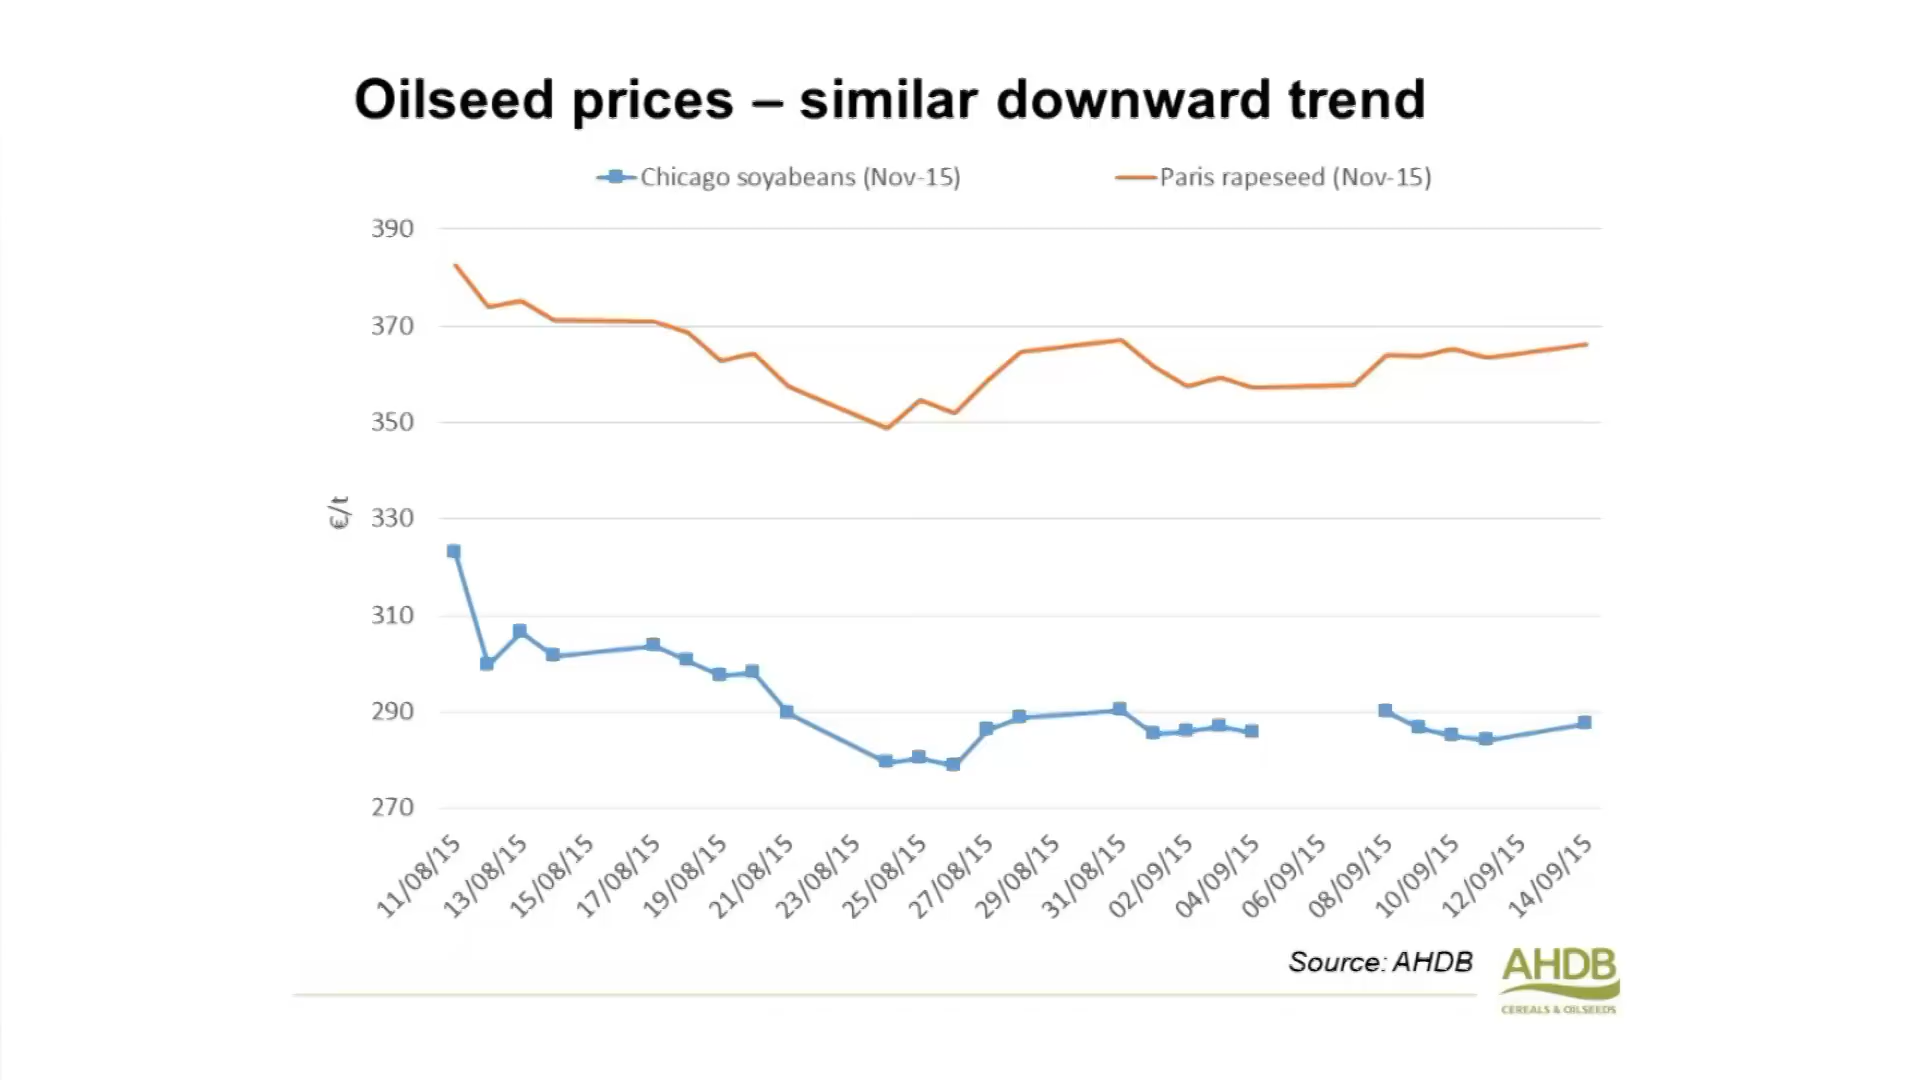 Oilseed prices – similar downward trend
Chicago soyabeans (Nov-15) Paris rapeseed (Nov-15)
390
370
350
€/t
330
310
290
270
11/08/15 13/08/15 15/08/15 17/08/15 19/08/15 21/08/15 23/08/15 25/08/15 27/08/15 29/08/15 31/08/15 02/09/15 04/09/15 06/09/15 08/09/15 10/09/15 12/09/15 14/09/15
Source: AHDB
AHDB
CEREALS & OILSEEDS